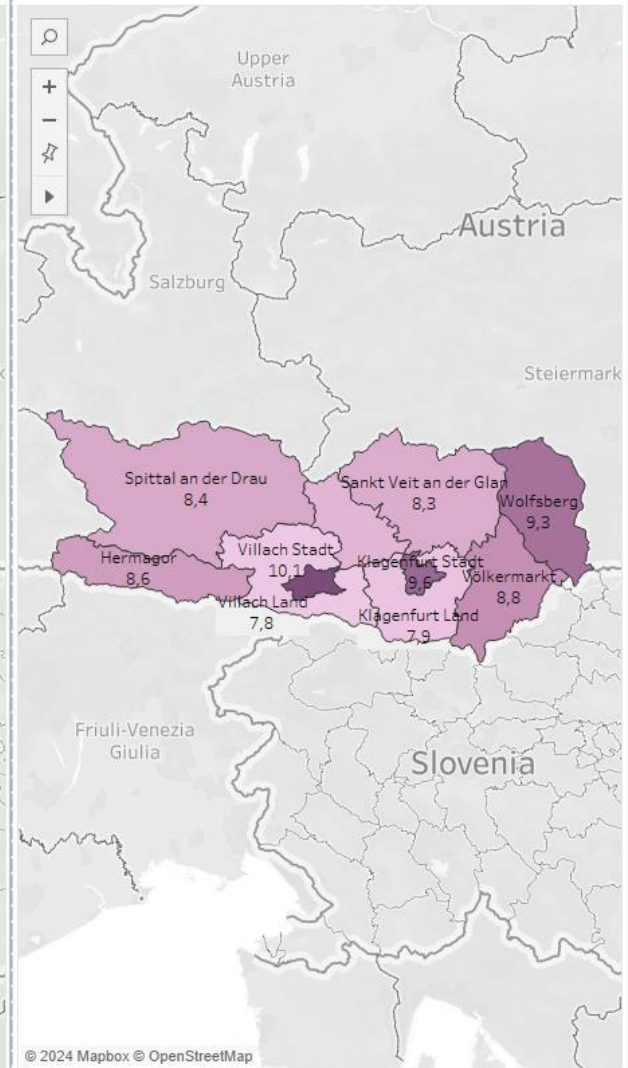 Upper
Austria
Austria
Salzburg
Steiermark
Spittal an der Drau
8,4
Sankt Veit an der Glan
8,3
Wolfsberg
9,3
Hermagor
8,6
Villach Stadt
10,1
Klagenfurt Stadt
9,6
Völkermarkt
8,8
Villach Land
7,8
Klagenfurt Land
7,9
Friuli-Venezia
Giulia
Slovenia
© 2024 Mapbox © OpenStreetMap